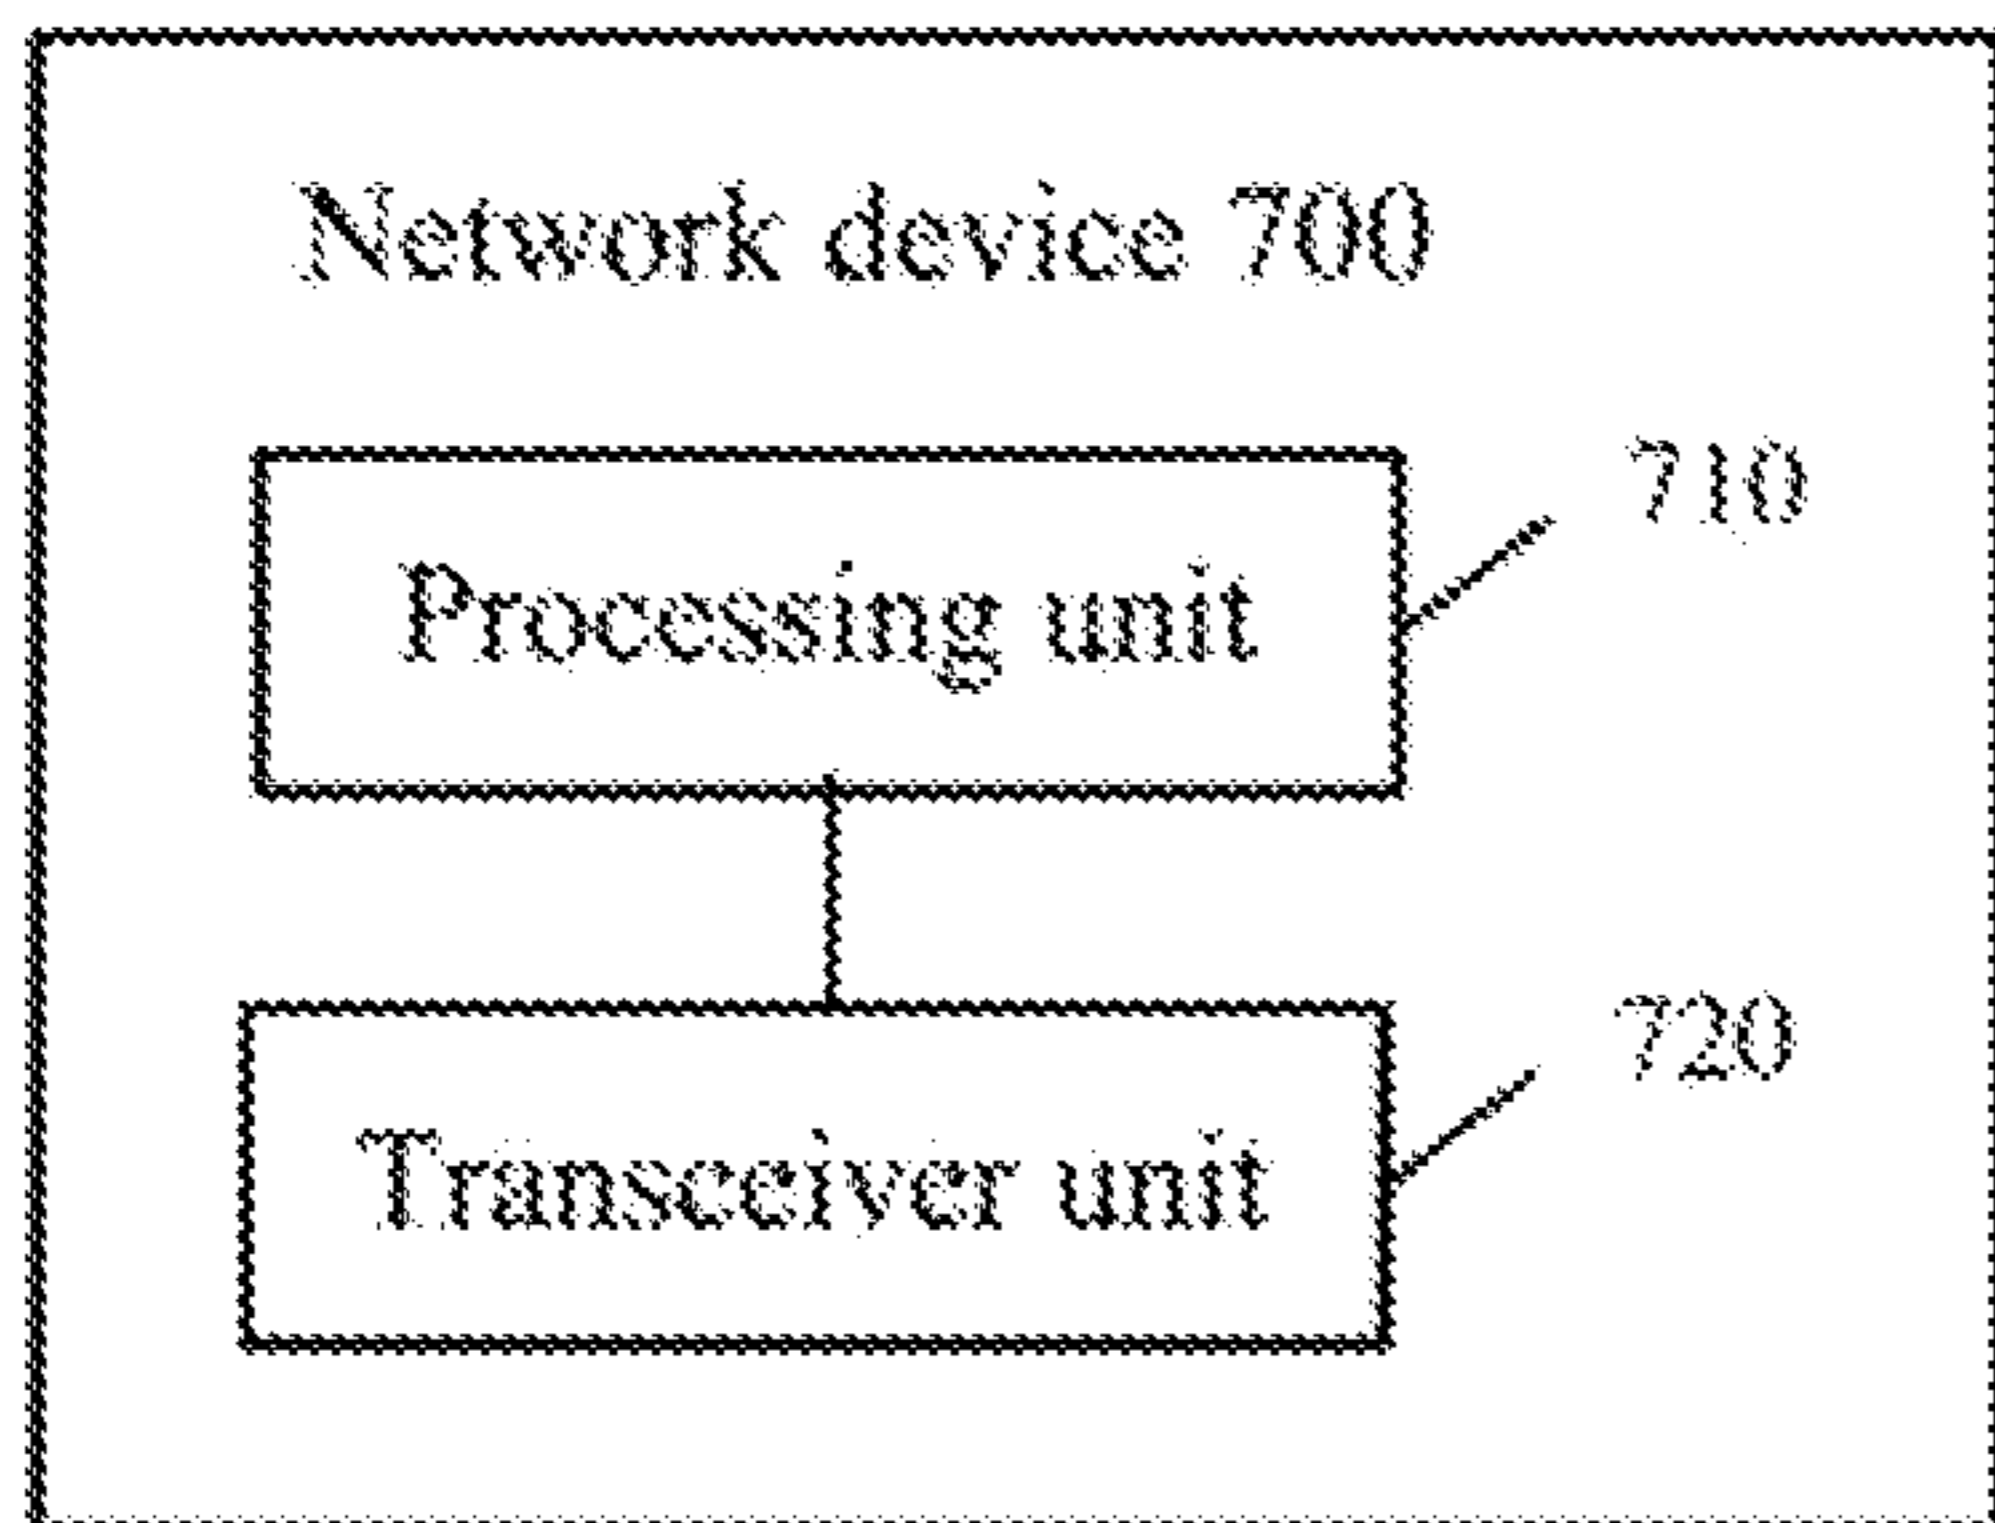 Network device 700
710
Processing unit
720
Transceiver unit